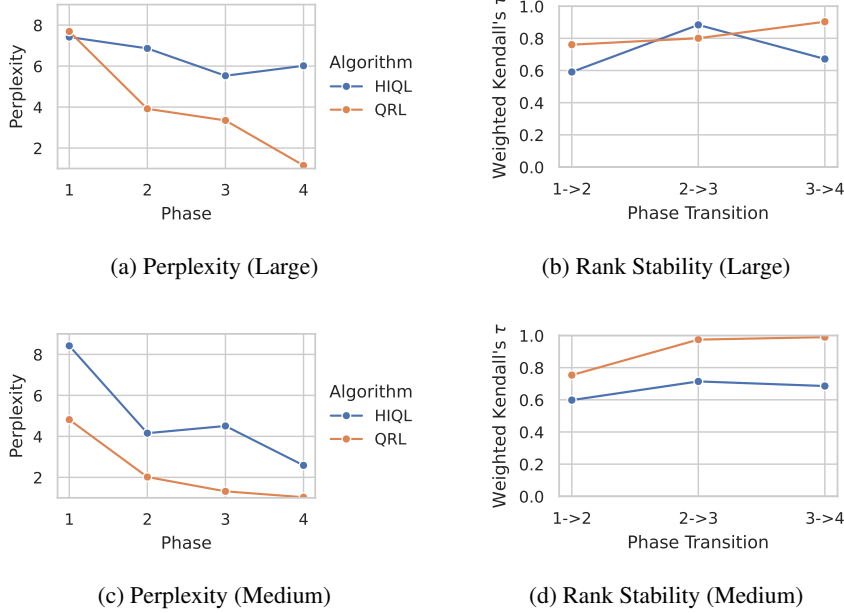 8
6
4
2
Perplexity
1 2 3 4
Phase
Algorithm
HIQL
QRL
(a) Perplexity (Large)
1.0
0.8
0.6
0.4
0.2
0.0
Weighted Kendall's τ
1->2 2->3 3->4
Phase Transition
(b) Rank Stability (Large)
8
6
4
2
Perplexity
1 2 3 4
Phase
Algorithm
HIQL
QRL
(c) Perplexity (Medium)
1.0
0.8
0.6
0.4
0.2
0.0
Weighted Kendall's τ
1->2 2->3 3->4
Phase Transition
(d) Rank Stability (Medium)